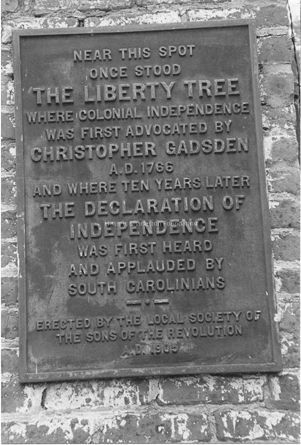 NEAR THIS SPOT
ONCE STOOD
THE LIBERTY TREE
WHERE COLONIAL INDEPENDENCE
WAS FIRST ADVOCATED BY
CHRISTOPHER GADSDEN
A.D. 1766
AND WHERE TEN YEARS LATER
THE DECLARATION OF
INDEPENDENCE
WAS FIRST HEARD
AND APPLAUDED BY
SOUTH CAROLINIANS
ERECTED BY THE LOCAL SOCIETY OF
THE SONS OF THE REVOLUTION
A.D. 1905